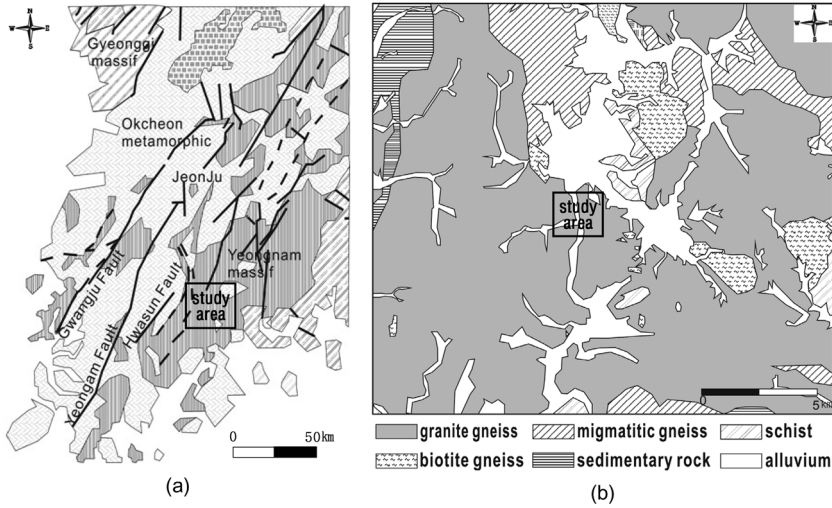 N
W E
S
Gyeonggi
massif
Okcheon
metamorphic
JeonJu
Yeongnam
massif
study
area
Gwangju Fault
Hwasun Fault
Yeongam Fault
0 50km
(a)
N
W E
S
study
area
0 5km
granite gneiss
migmatitic gneiss
schist
biotite gneiss
sedimentary rock
alluvium
(b)